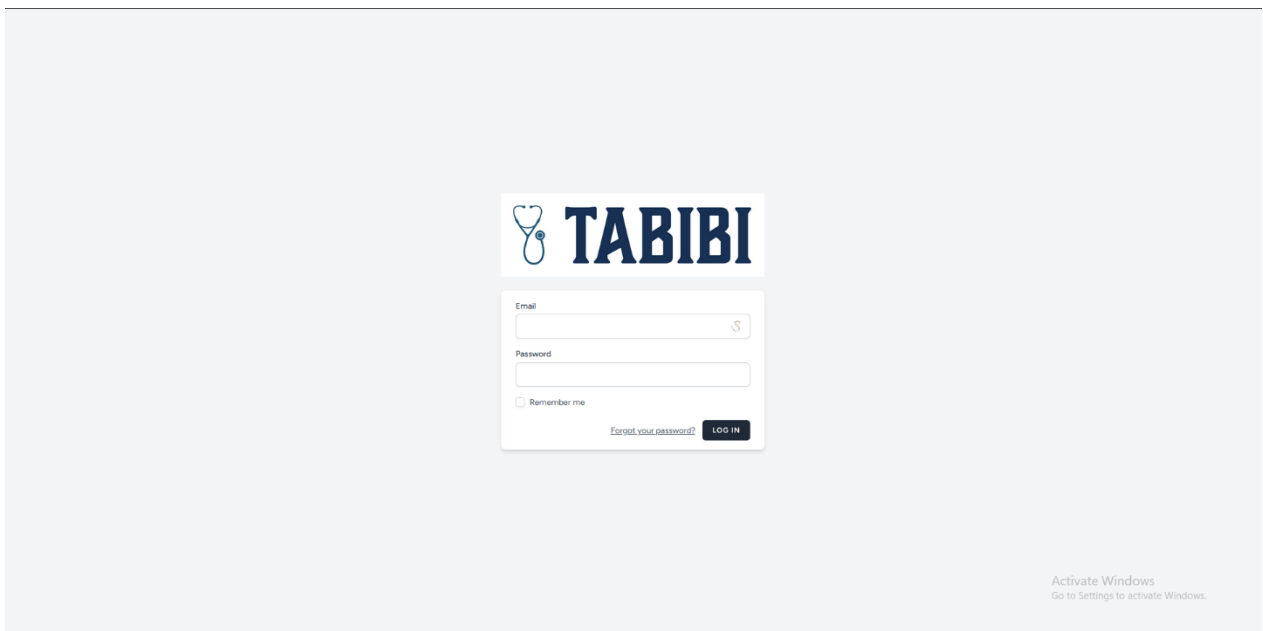 TABIBI
Email
Password
Remember me
Forgot your password? LOG IN
Activate Windows
Go to Settings to activate Windows.